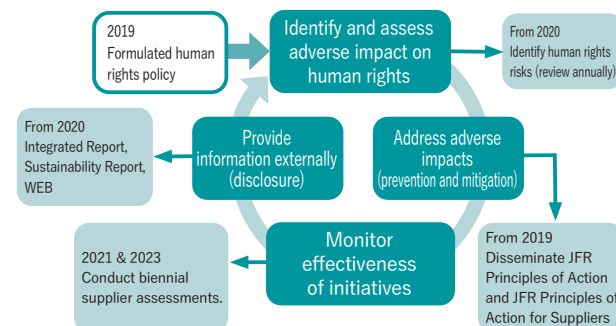 2019
Formulated human
rights policy
Identify and assess
adverse impact on
human rights
From 2020
Identify human rights
risks (review annually)
From 2020
Integrated Report,
Sustainability Report,
WEB
Provide
information externally
(disclosure)
Address adverse
impacts
(prevention and mitigation)
2021 & 2023
Conduct biennial
supplier assessments.
Monitor
effectiveness
of initiatives
From 2019
Disseminate JFR
Principles of Action
and JFR Principles of
Action for Suppliers